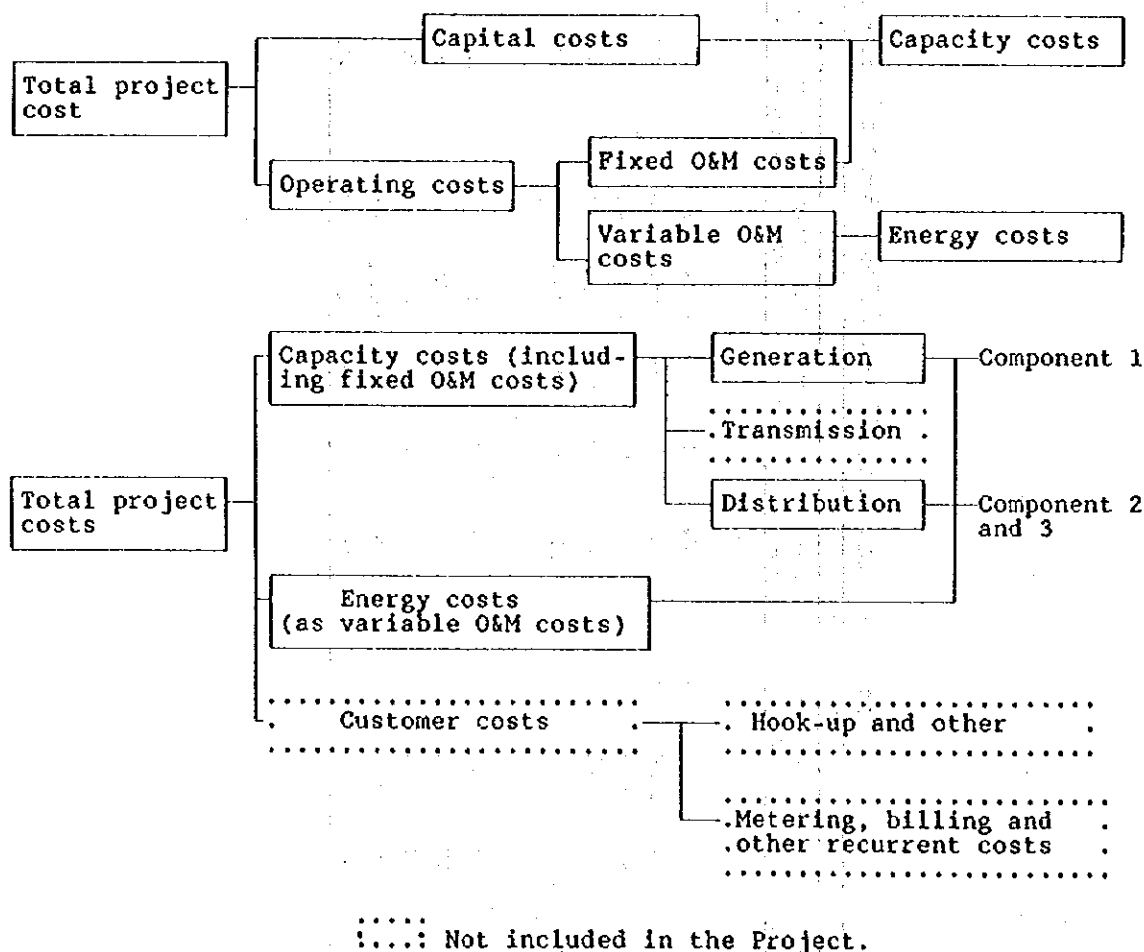 Capital costs
Capacity costs
Total project
cost
Fixed O&M costs
Operating costs
Variable O&M
costs
Energy costs
Capacity costs (includ-
ing fixed O&M costs)
Generation
Component 1
Transmission
Total project
costs
Distribution
Component 2
and 3
Energy costs
(as variable O&M costs)
Customer costs
Hook-up and other
Metering, billing and
other recurrent costs
Not included in the Project.